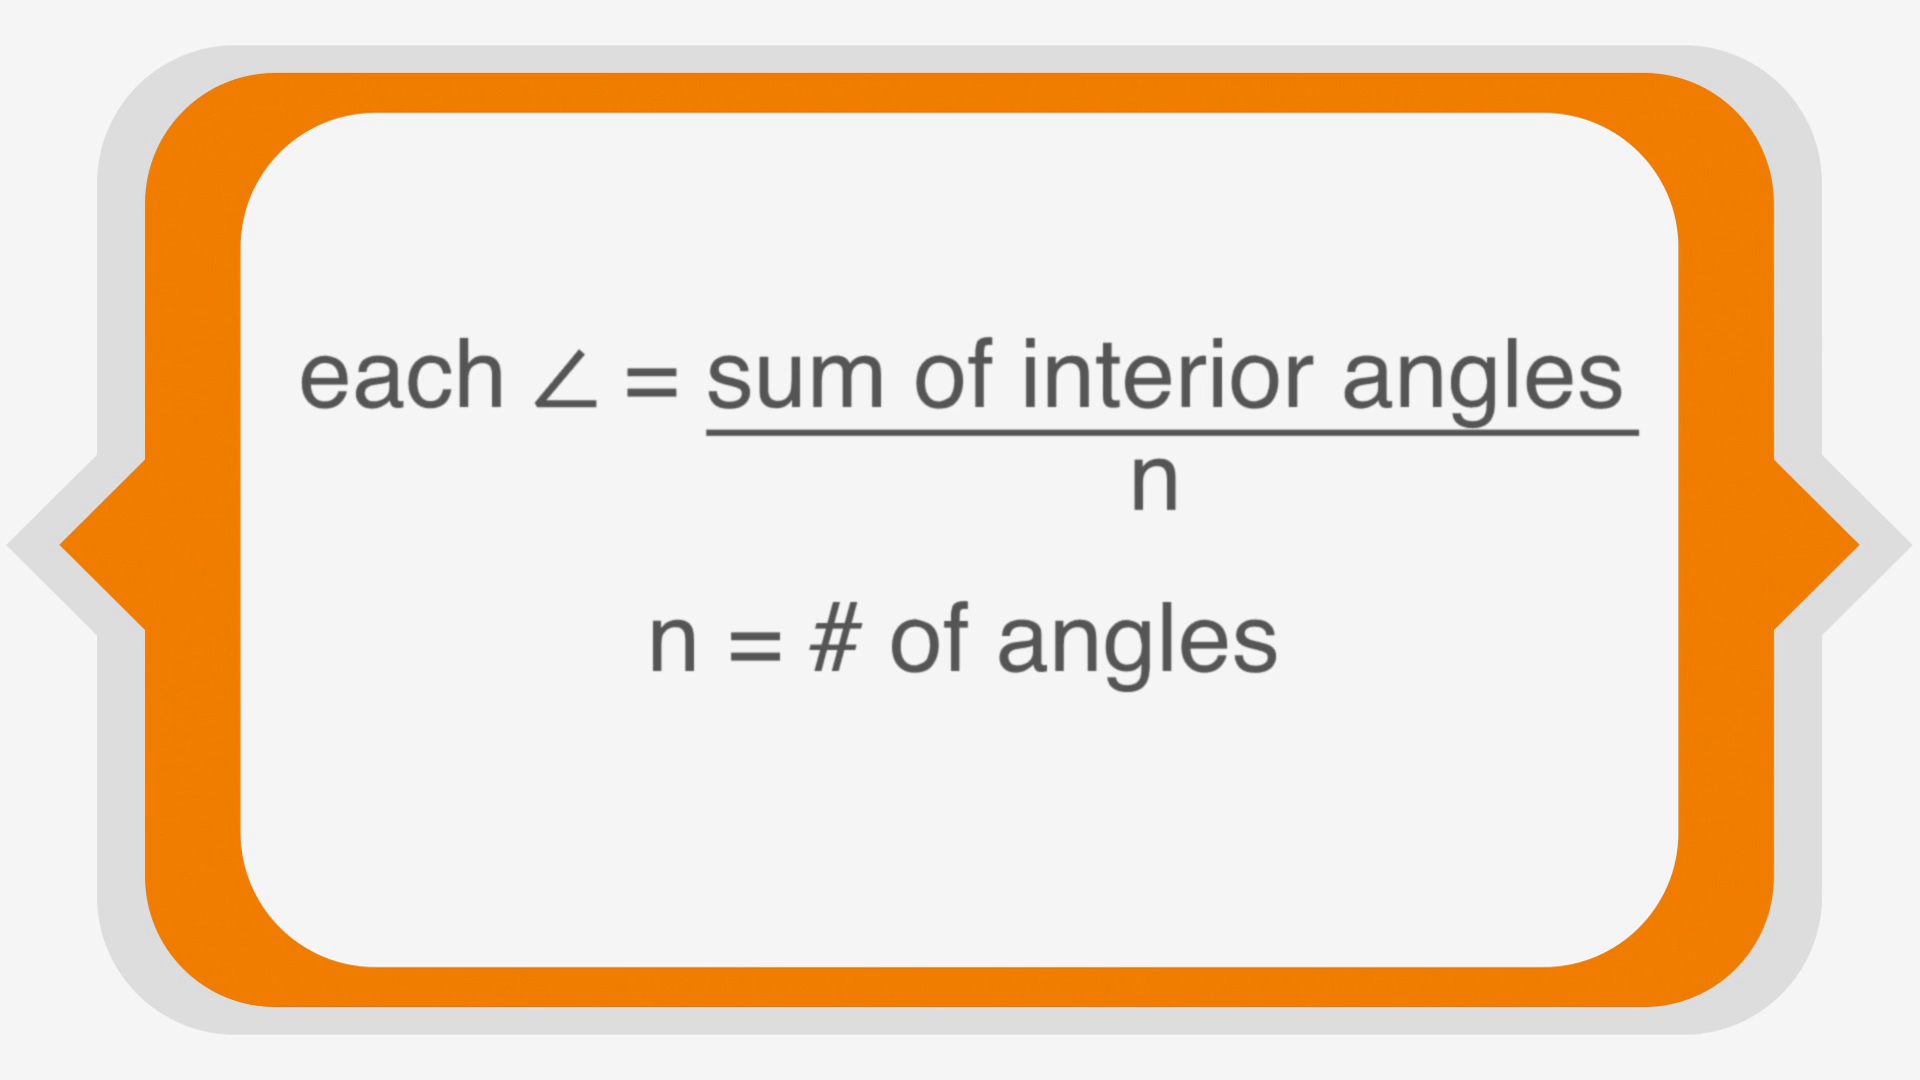 each ∠ = sum of interior angles
n
n = # of angles